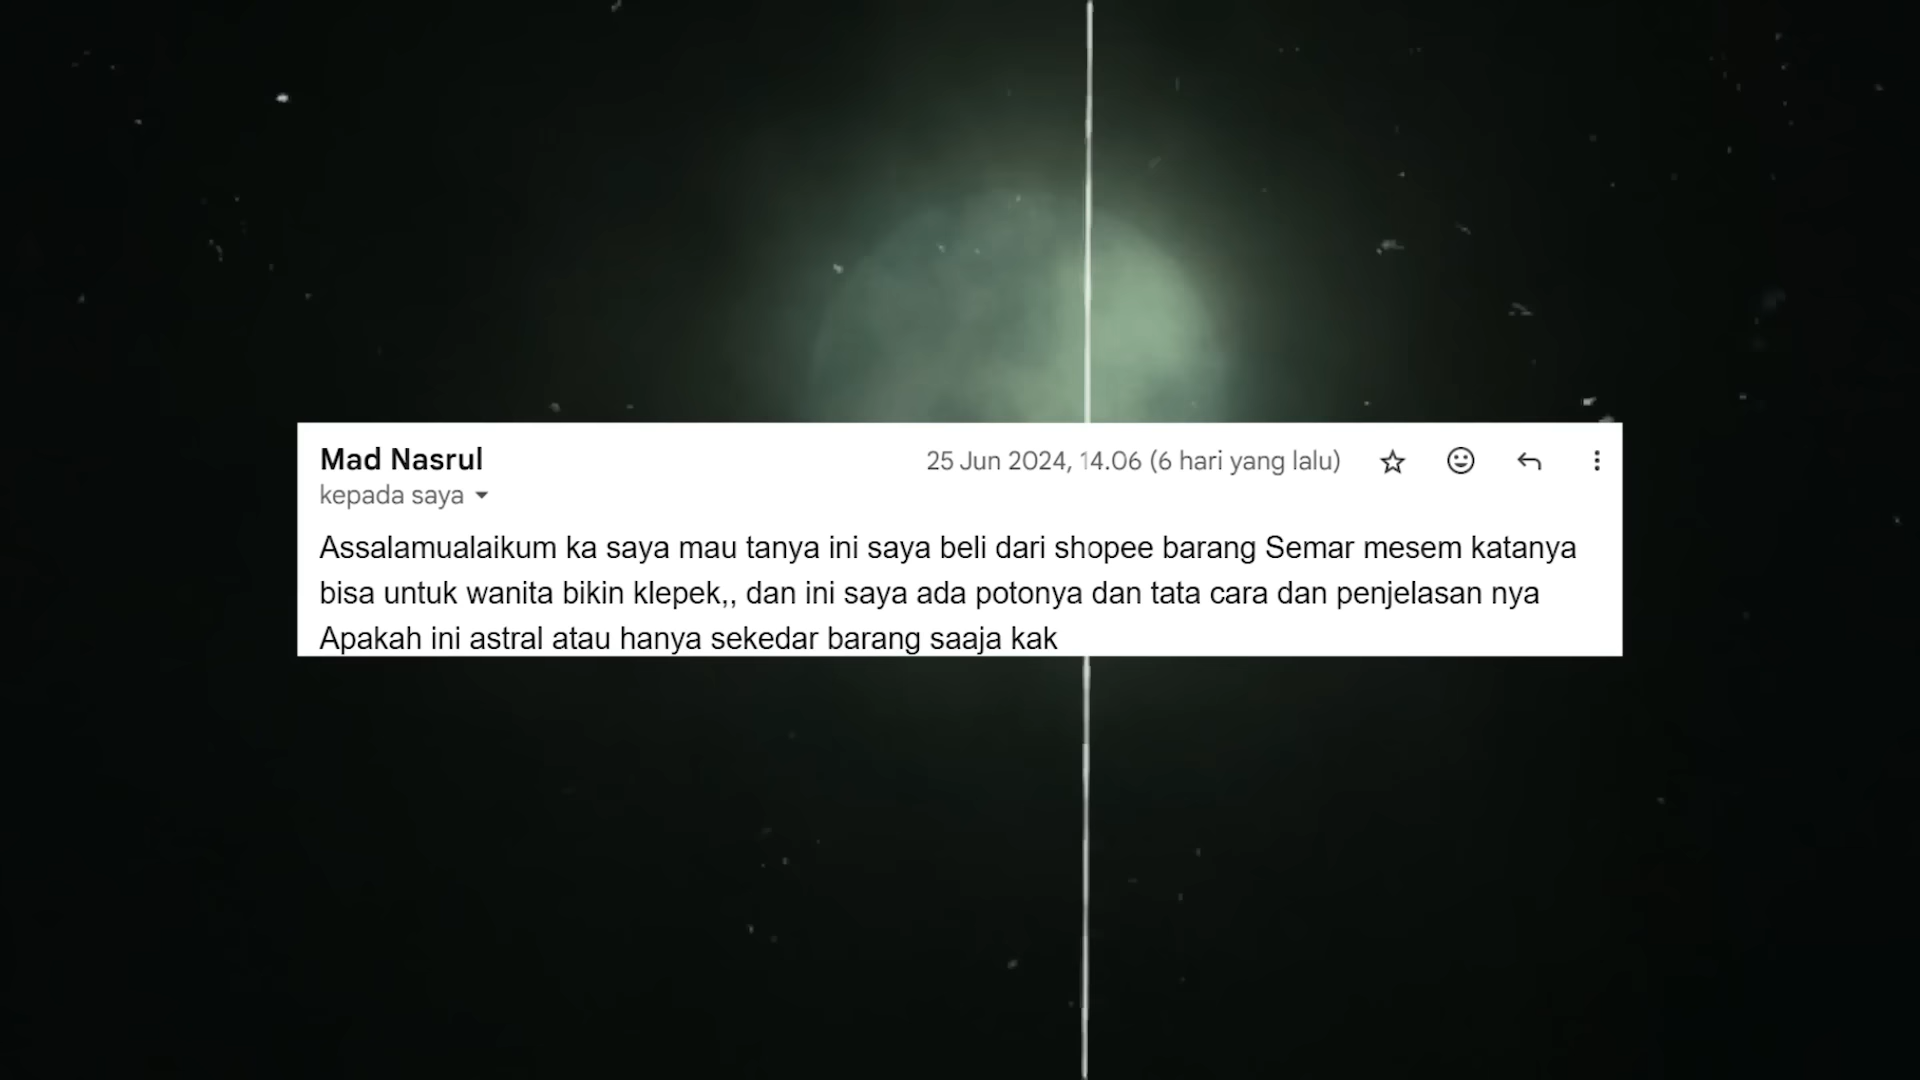 Mad Nasrul
25 Jun 2024, 14.06 (6 hari yang lalu)
kepada saya
Assalamualaikum ka saya mau tanya ini saya beli dari shopee barang Semar mesem katanya
bisa untuk wanita bikin klepek,, dan ini saya ada potonya dan tata cara dan penjelasan nya
Apakah ini astral atau hanya sekedar barang saaja kak